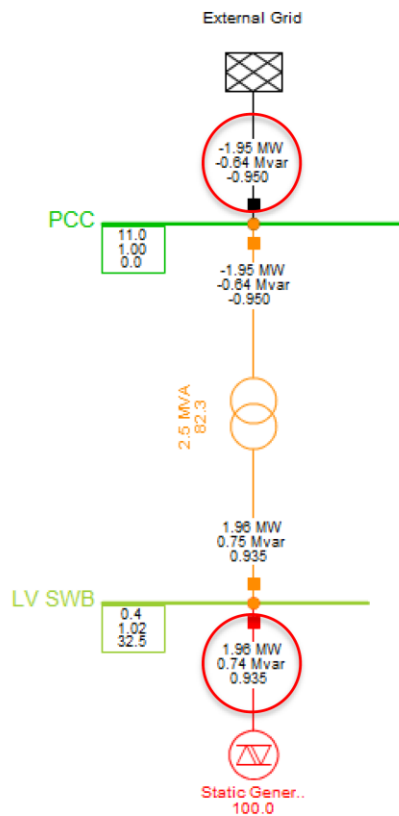 External Grid
-1.95 MW
-0.64 Mvar
-0.950
PCC
11.0
1.00
0.0
-1.95 MW
-0.64 Mvar
-0.950
2.5 MVA
82.3
1.96 MW
0.75 Mvar
0.935
LV SWB
0.4
1.02
32.5
1.96 MW
0.74 Mvar
0.935
Static Gener..
100.0